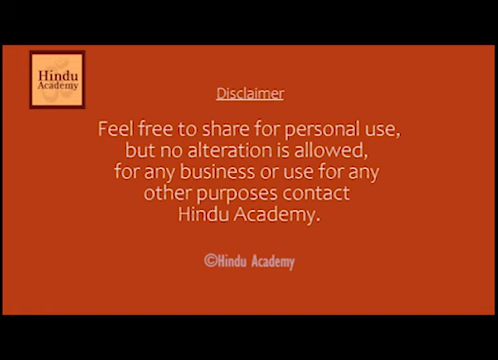 Hindu
Academy
Disclaimer
Feel free to share for personal use,
but no alteration is allowed,
for any business or use for any
other purposes contact
Hindu Academy.
©Hindu Academy